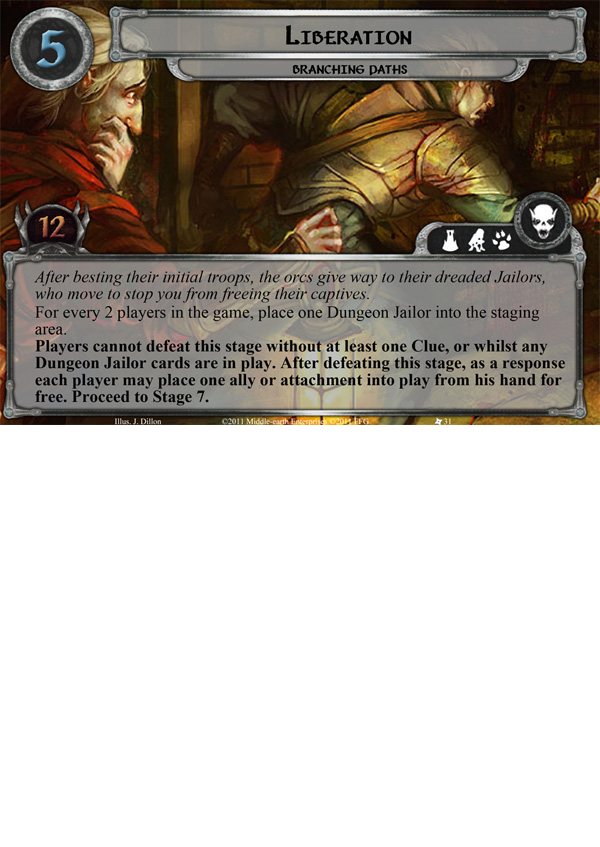 5
LIBERATION
BRANCHING PATHS
12
After besting their initial troops, the orcs give way to their dreaded Jailors,
who move to stop you from freeing their captives.
For every 2 players in the game, place one Dungeon Jailor into the staging
area.
Players cannot defeat this stage without at least one Clue, or whilst any
Dungeon Jailor cards are in play. After defeating this stage, as a response
each player may place one ally or attachment into play from his hand for
free. Proceed to Stage 7.
Illus. J. Dillon ©2011 Middle-earth Enterprises ©2011 FFG 31